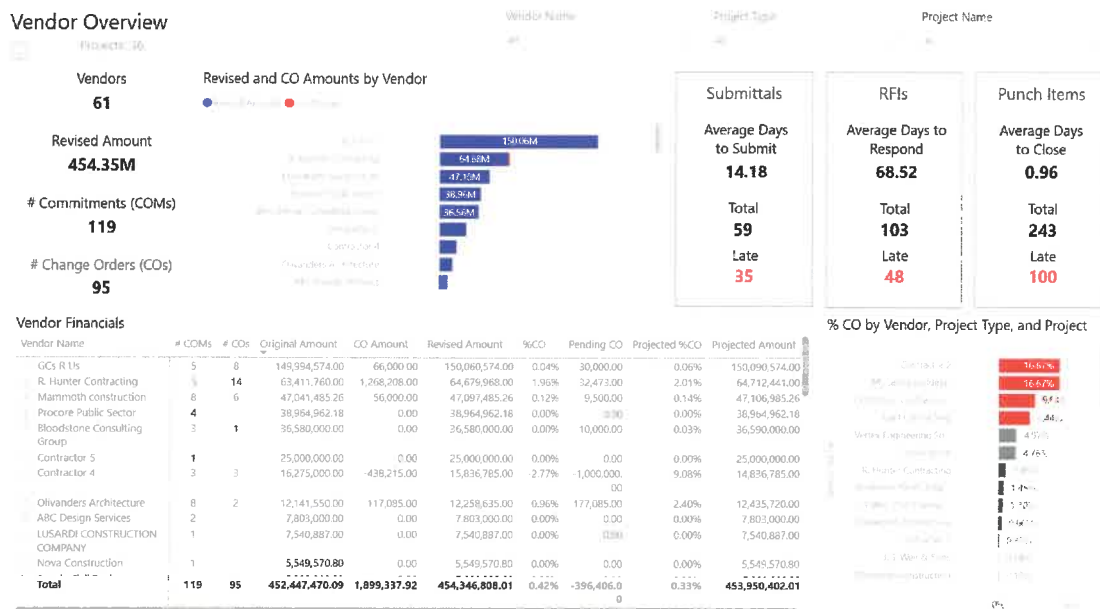 Vendor Overview
Vendor Name
Project Type
Project Name
Vendors
61
Revised Amount
454.35M
# Commitments (COMs)
119
# Change Orders (COs)
95
Revised and CO Amounts by Vendor
150.06M
64.68M
47.10M
38.96M
36.56M
Contractor 4
Submittals
Average Days
to Submit
14.18
Total
59
Late
35
RFIs
Average Days to
Respond
68.52
Total
103
Late
48
Punch Items
Average Days
to Close
0.96
Total
243
Late
100
Vendor Financials
Vendor Name # COMs # COs Original Amount CO Amount Revised Amount %CO Pending CO Projected %CO Projected Amount
GCs R Us 5 8 149,994,574.00 66,000.00 150,060,574.00 0.04% 30,000.00 0.06% 150,090,574.00
R. Hunter Contracting 14 63,411,760.00 1,268,208.00 64,679,968.00 1.96% 32,473.00 2.01% 64,712,441.00
Mammoth construction 8 6 47,041,485.26 56,000.00 47,097,485.26 0.12% 9,500.00 0.14% 47,106,985.26
Procore Public Sector 4 38,964,962.18 0.00 38,964,962.18 0.00% 0.00 0.00% 38,964,962.18
Bloodstone Consulting 3 1 36,580,000.00 0.00 36,580,000.00 0.00% 10,000.00 0.03% 36,590,000.00
Group
Contractor 5 1 25,000,000.00 0.00 25,000,000.00 0.00% 0.00 0.00% 25,000,000.00
Contractor 4 3 3 16,275,000.00 -438,215.00 15,836,785.00 -2.77% -1,000,000. 9.08% 14,836,785.00
00
Olivanders Architecture 8 2 12,141,550.00 117,085.00 12,258,635.00 0.96% 177,085.00 2.40% 12,435,720.00
ABC Design Services 2 7,803,000.00 0.00 7,803,000.00 0.00% 0.00 0.00% 7,803,000.00
LUSARDI CONSTRUCTION 1 7,540,887.00 0.00 7,540,887.00 0.00% 0.00 0.00% 7,540,887.00
COMPANY
Nova Construction 1 5,549,570.80 0.00 5,549,570.80 0.00% 0.00 0.00% 5,549,570.80
Total 119 95 452,447,470.09 1,899,337.92 454,346,808.01 0.42% -396,406.0 0.33% 453,950,402.01
0
% CO by Vendor, Project Type, and Project
16.67%
16.67%
4.76%
R. Hunter Contracting
0%